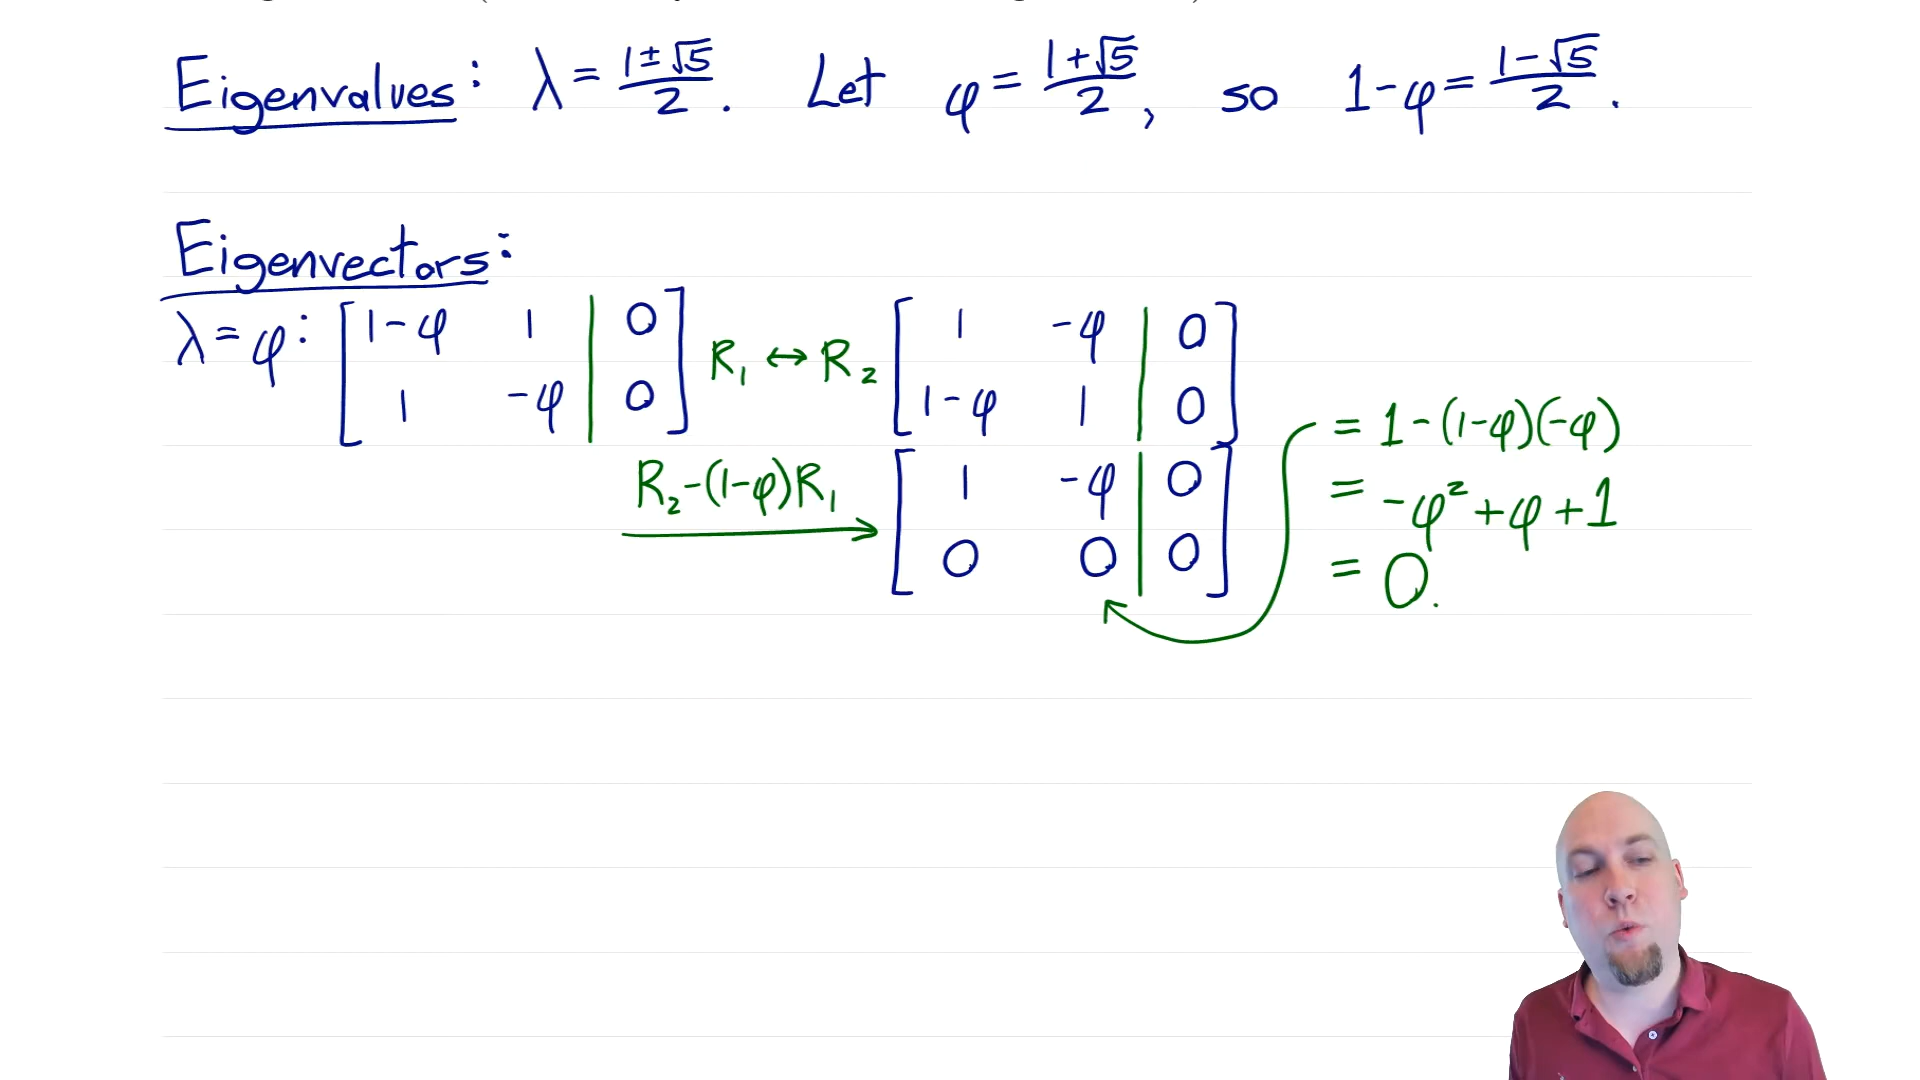 Eigenvalues: λ = (1±√5)/2. Let φ = (1+√5)/2, so 1-φ = (1-√5)/2.
Eigenvectors:
λ = φ: [1-φ 1 | 0] R₁ ↔ R₂ [1 -φ | 0]
[1 -φ | 0] [1-φ 1 | 0]
R₂-(1-φ)R₁ [1 -φ | 0]
[0 0 | 0]
= 1-(1-φ)(-φ)
= -φ²+φ+1
= 0.